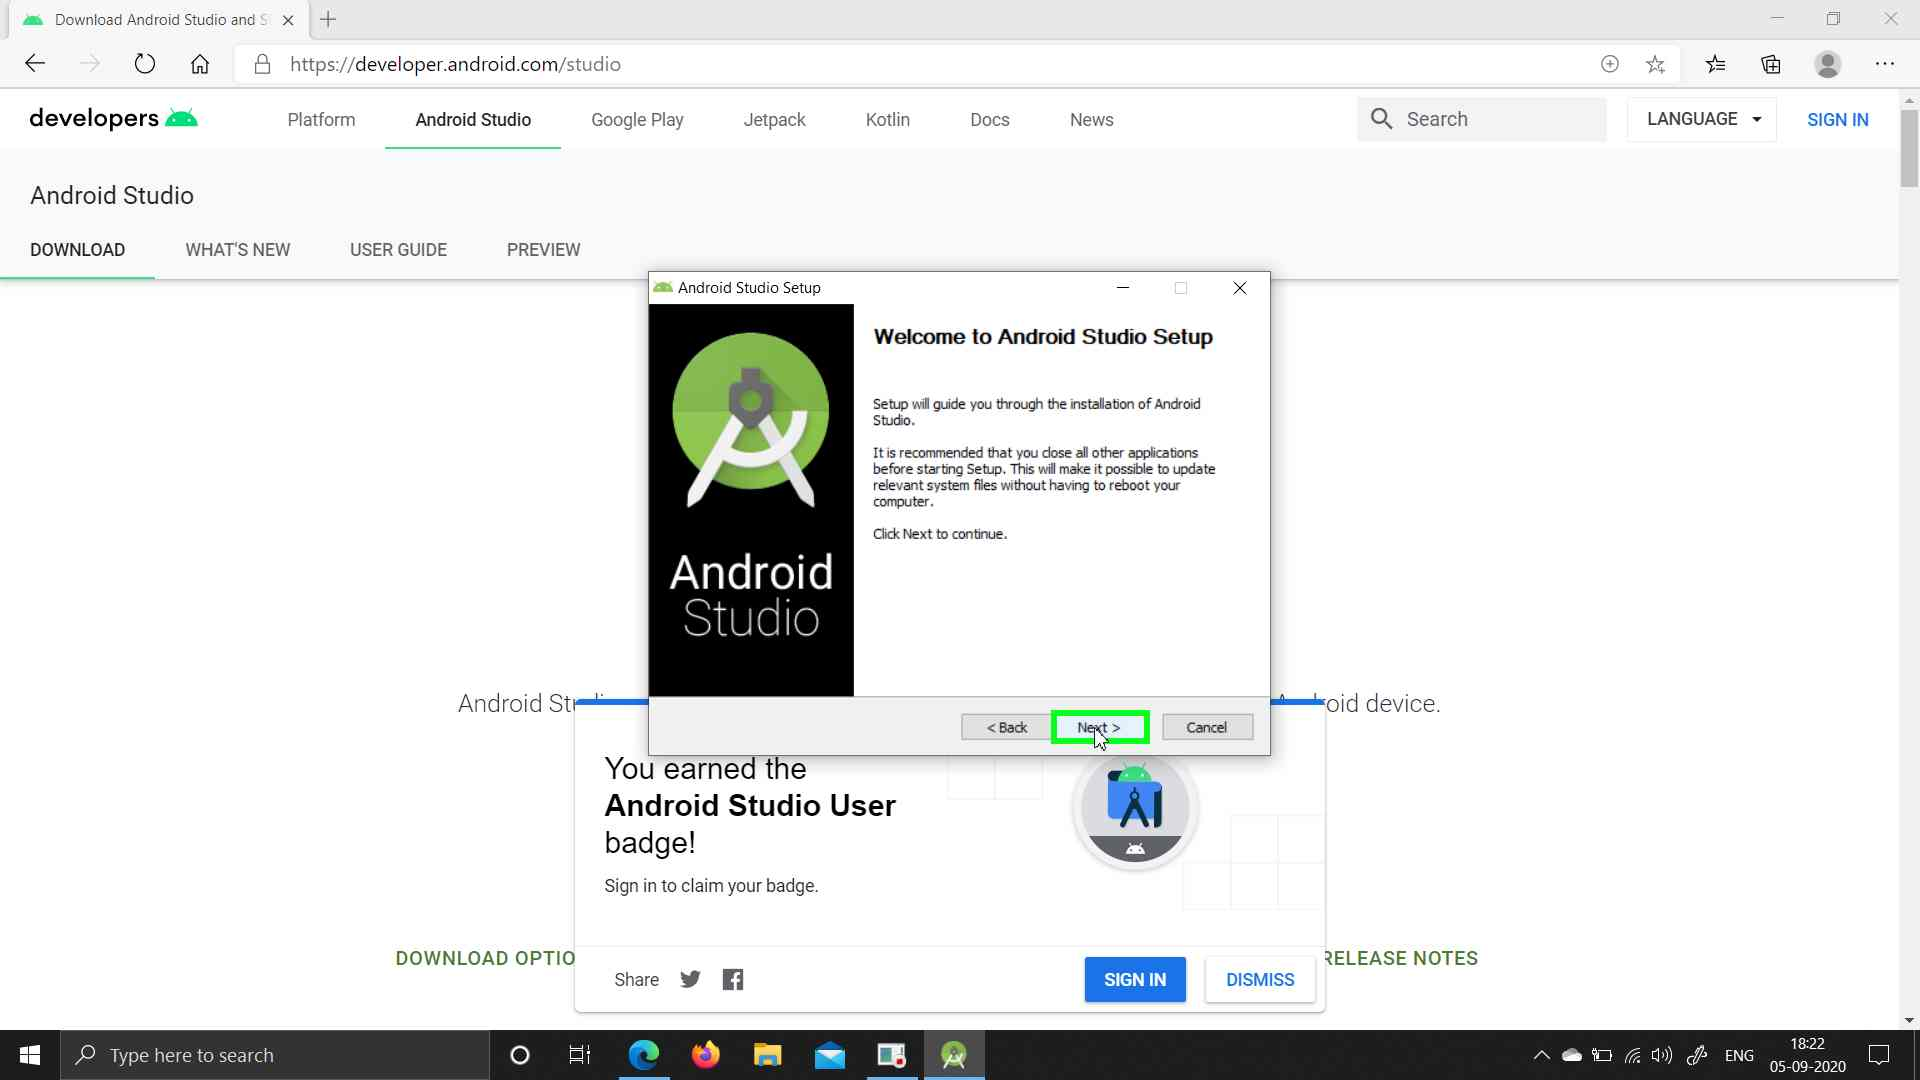 Download Android Studio and S
https://developer.android.com/studio
developers
Platform
Android Studio
Google Play
Jetpack
Kotlin
Docs
News
Search
LANGUAGE
SIGN IN
Android Studio
DOWNLOAD
WHAT'S NEW
USER GUIDE
PREVIEW
Android Studio Setup
Android
Studio
Welcome to Android Studio Setup
Setup will guide you through the installation of Android
Studio.
It is recommended that you close all other applications
before starting Setup. This will make it possible to update
relevant system files without having to reboot your
computer.
Click Next to continue.
< Back
Next >
Cancel
Android
device.
You earned the
Android Studio User
badge!
Sign in to claim your badge.
DOWNLOAD OPTIO
RELEASE NOTES
Share
SIGN IN
DISMISS
Type here to search
ENG
18:22
05-09-2020